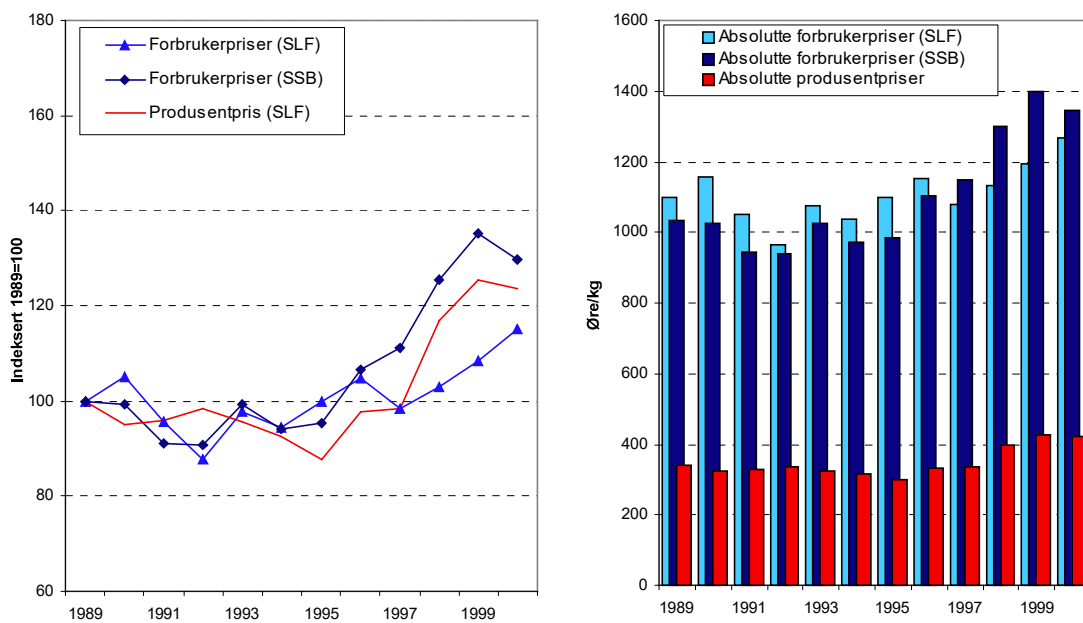 180
160
140
120
100
80
60
Indeksert 1989=100
Forbrukerpriser (SLF)
Forbrukerpriser (SSB)
Produsentpris (SLF)
1989 1991 1993 1995 1997 1999
1600
1400
1200
1000
800
600
400
200
0
Øre/kg
Absolutte forbrukerpriser (SLF)
Absolutte forbrukerpriser (SSB)
Absolutte produsentpriser
1989 1991 1993 1995 1997 1999